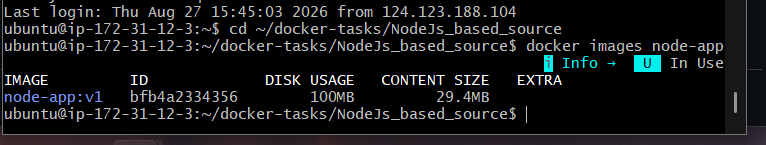 Last login: Thu Aug 27 15:45:03 2026 from 124.123.188.104
ubuntu@ip-172-31-12-3:~$ cd ~/docker-tasks/NodeJs_based_source
ubuntu@ip-172-31-12-3:~/docker-tasks/NodeJs_based_source$ docker images node-app
i Info → U In Use
IMAGE ID DISK USAGE CONTENT SIZE EXTRA
node-app:v1 bfb4a2334356 100MB 29.4MB
ubuntu@ip-172-31-12-3:~/docker-tasks/NodeJs_based_source$